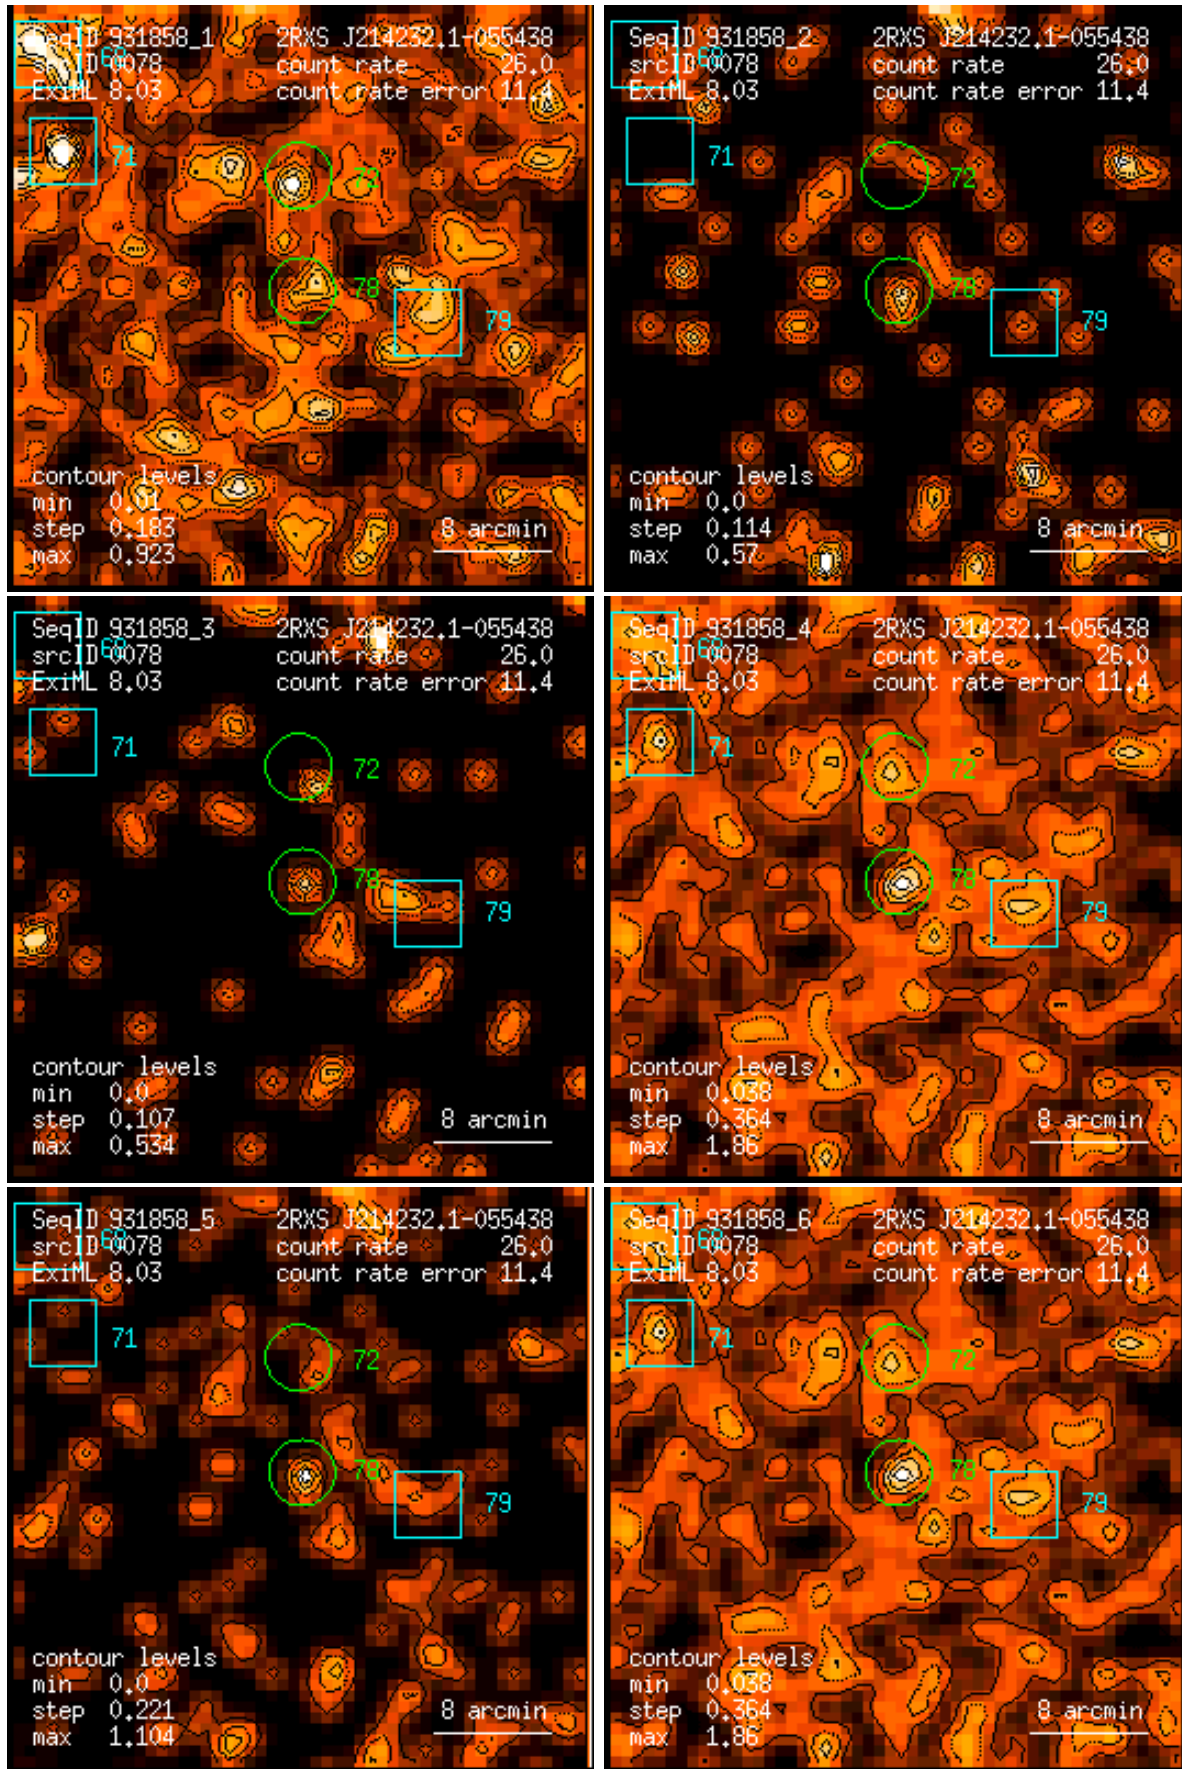 SeqID 931858_1 2RXS J214232.1-055438
srcID 0078 count rate 26.0
ExiML 8.03 count rate error 11.4
68
71
72
78
79
contour levels
min 0.01
step 0.183
max 0.923
8 arcmin
SeqID 931858_2 2RXS J214232.1-055438
srcID 0078 count rate 26.0
ExiML 8.03 count rate error 11.4
68
71
72
78
79
contour levels
min 0.0
step 0.114
max 0.57
8 arcmin
SeqID 931858_3 2RXS J214232.1-055438
srcID 0078 count rate 26.0
ExiML 8.03 count rate error 11.4
68
71
72
78
79
contour levels
min 0.0
step 0.107
max 0.534
8 arcmin
SeqID 931858_4 2RXS J214232.1-055438
srcID 0078 count rate 26.0
ExiML 8.03 count rate error 11.4
68
71
72
78
79
contour levels
min 0.038
step 0.364
max 1.86
8 arcmin
SeqID 931858_5 2RXS J214232.1-055438
srcID 0078 count rate 26.0
ExiML 8.03 count rate error 11.4
68
71
72
78
79
contour levels
min 0.0
step 0.221
max 1.104
8 arcmin
SeqID 931858_6 2RXS J214232.1-055438
srcID 0078 count rate 26.0
ExiML 8.03 count rate error 11.4
68
71
72
78
79
contour levels
min 0.038
step 0.364
max 1.86
8 arcmin